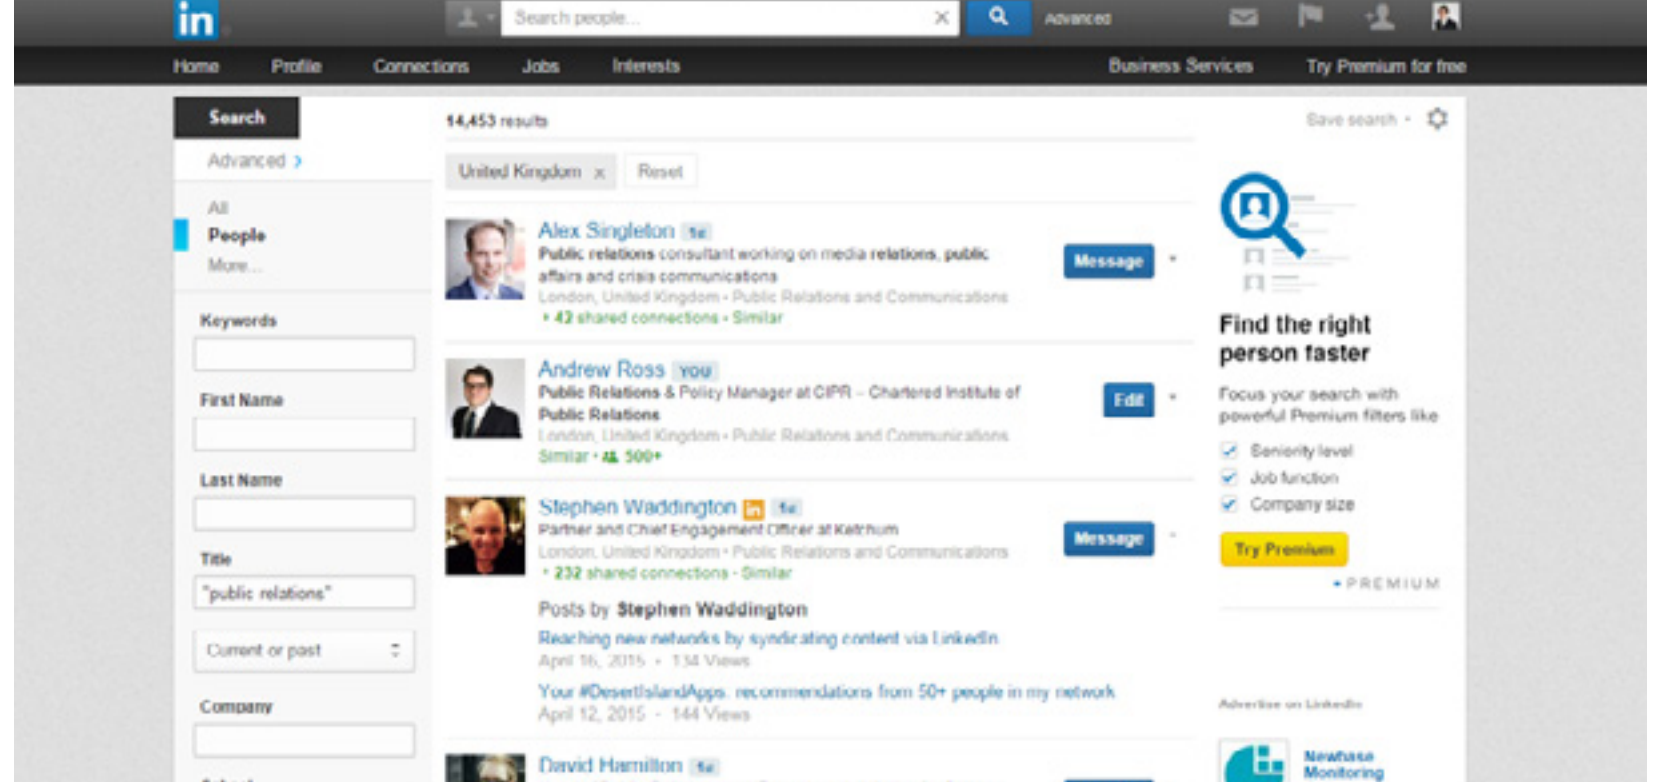 in
Search people...
Advanced
Home Profile Connections Jobs Interests Business Services Try Premium for free
Search
Advanced >
All
People
More...
Keywords
First Name
Last Name
Title
"public relations"
Current or past
Company
14,453 results
United Kingdom x Reset
Alex Singleton 1st
Public relations consultant working on media relations, public
affairs and crisis communications
London, United Kingdom • Public Relations and Communications
42 shared connections • Similar
Message
Andrew Ross YOU
Public Relations & Policy Manager at CIPR – Chartered Institute of
Public Relations
London, United Kingdom • Public Relations and Communications
Similar • 500+
Edit
Stephen Waddington in 1st
Partner and Chief Engagement Officer at Ketchum
London, United Kingdom • Public Relations and Communications
232 shared connections • Similar
Message
Posts by Stephen Waddington
Reaching new networks by syndicating content via LinkedIn
April 16, 2015 • 134 Views
Your #DesertIslandApps: recommendations from 50+ people in my network
April 12, 2015 • 144 Views
David Hamilton 1st
Save search
Find the right
person faster
Focus your search with
powerful Premium filters like
Seniority level
Job function
Company size
Try Premium
PREMIUM
Advertise on LinkedIn
Newbase
Monitoring